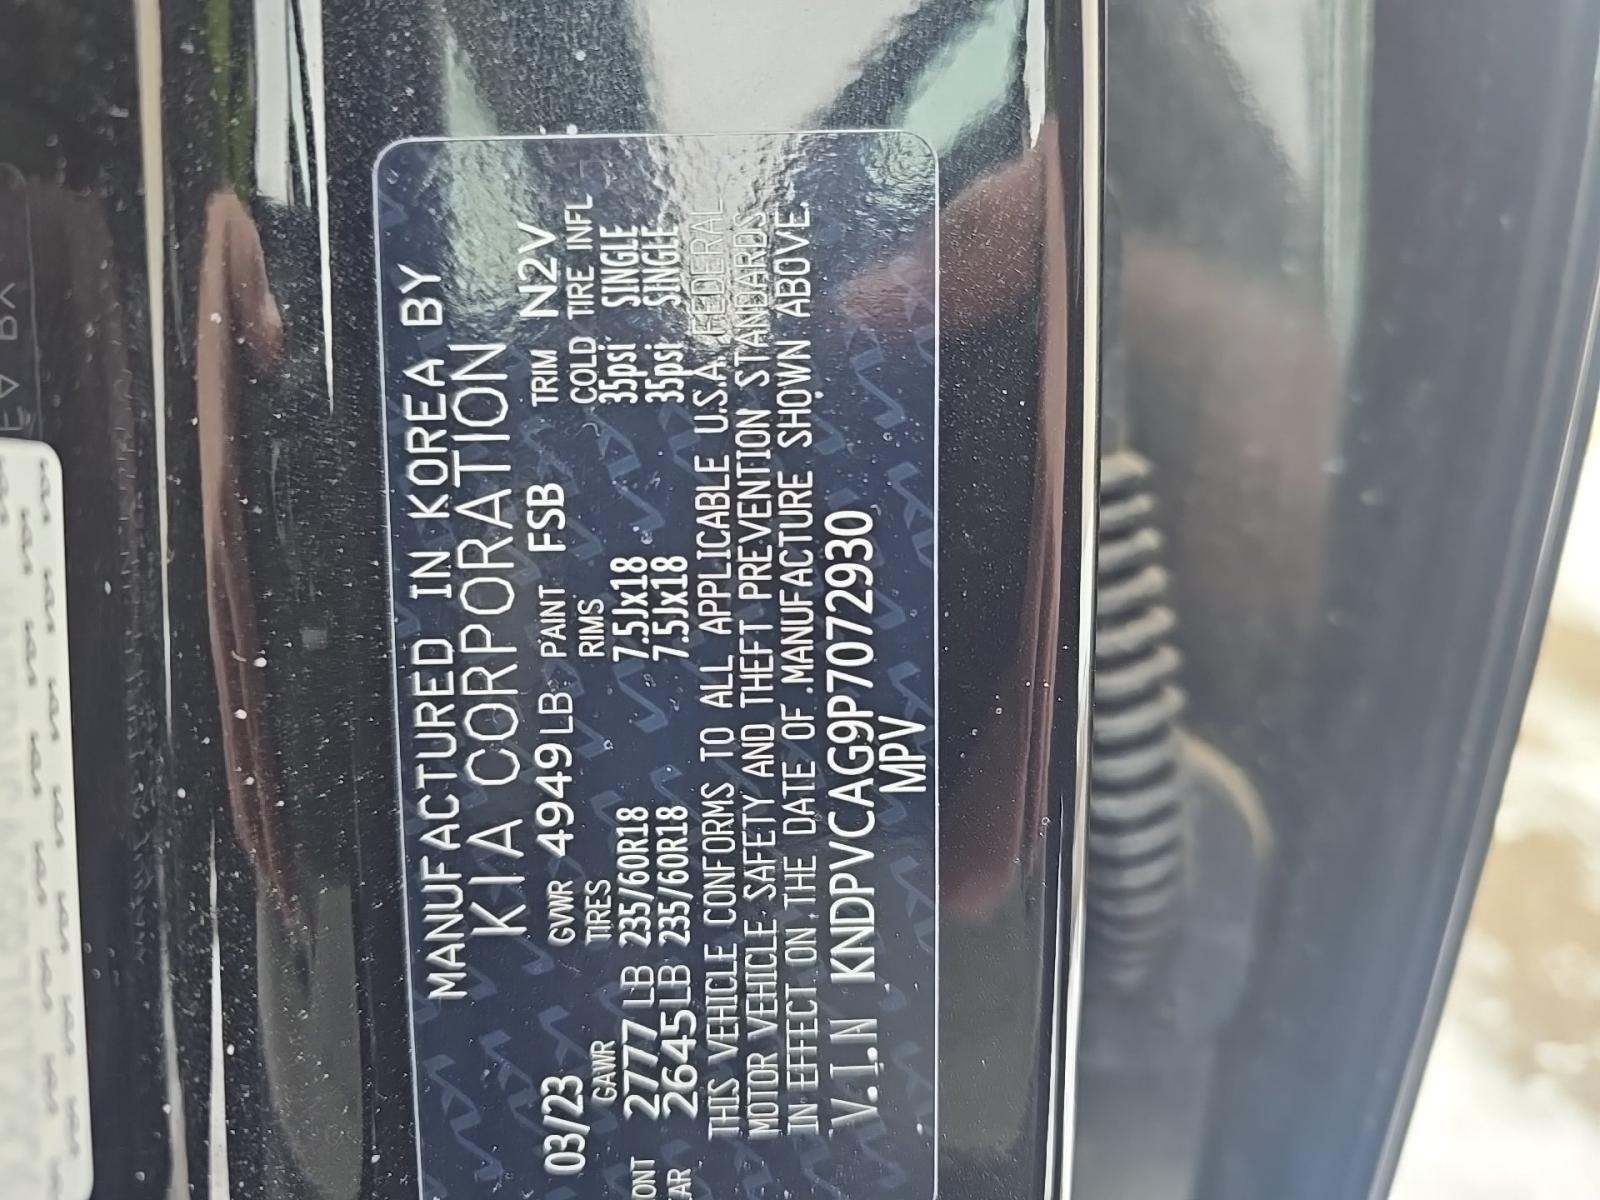 MANUFACTURED IN KOREA BY
KIA CORPORATION
03/23 GVWR 4949LB PAINT FSB TRIM N2V
GAWR TIRES RIMS COLD TIRE INFL
2777 LB 235/60R18 7.5Jx18 35psi SINGLE
2645LB 235/60R18 7.5Jx18 35psi SINGLE
THIS VEHICLE CONFORMS TO ALL APPLICABLE U.S.A. FEDERAL
MOTOR VEHICLE SAFETY AND THEFT PREVENTION STANDARDS
IN EFFECT ON THE DATE OF MANUFACTURE SHOWN ABOVE.
V.I.N KNDPVCAG9P7072930
MPV